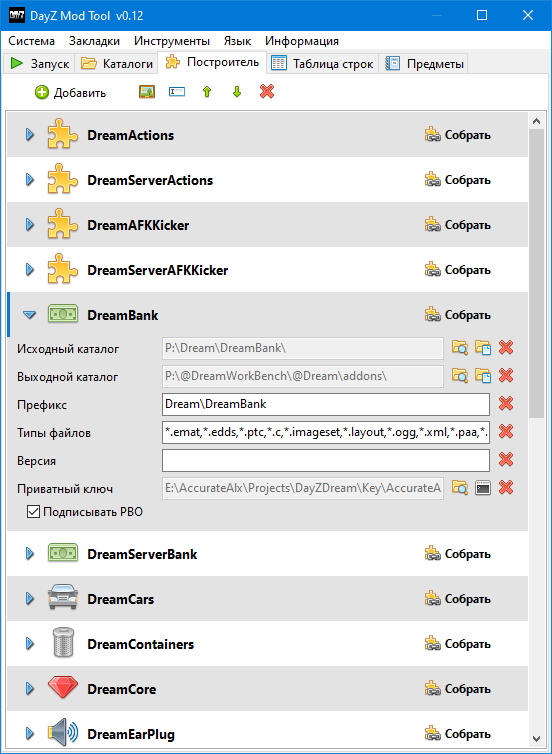 DayZ Mod Tool v0.12
Система Закладки Инструменты Язык Информация
Запуск Каталоги Построитель Таблица строк Предметы
Добавить
DreamActions Собрать
DreamServerActions Собрать
DreamAFKKicker Собрать
DreamServerAFKKicker Собрать
DreamBank Собрать
Исходный каталог P:\Dream\DreamBank\
Выходной каталог P:\@DreamWorkBench\@Dream\addons\
Префикс Dream\DreamBank
Типы файлов *.emat,*.edds,*.ptc,*.c,*.imageset,*.layout,*.ogg,*.xml,*.paa,*.
Версия
Приватный ключ E:\AccurateAlx\Projects\DayZDream\Key\AccurateA
Подписывать PBO
DreamServerBank Собрать
DreamCars Собрать
DreamContainers Собрать
DreamCore Собрать
DreamEarPlug Собрать